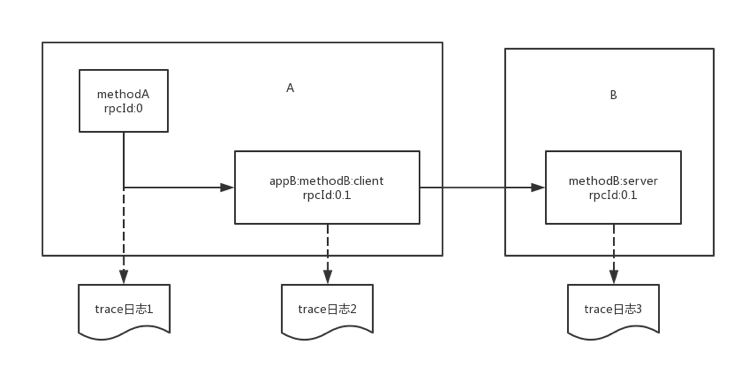 A
methodA
rpcId:0
appB:methodB:client
rpcId:0.1
B
methodB:server
rpcId:0.1
trace日志1
trace日志2
trace日志3